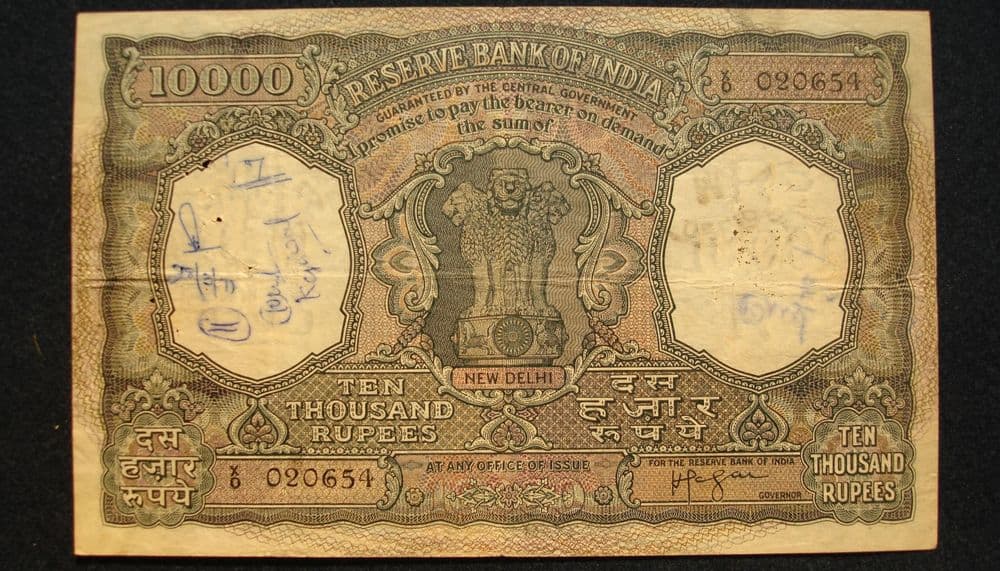 10000
RESERVE BANK OF INDIA
X/0 020654
GUARANTEED BY THE CENTRAL GOVERNMENT
I promise to pay the bearer on demand
the sum of
NEW DELHI
TEN
THOUSAND
RUPEES
दस
हज़ार
रुपये
दस
हज़ार
रुपये
X/0 020654
AT ANY OFFICE OF ISSUE
FOR THE RESERVE BANK OF INDIA
GOVERNOR
TEN
THOUSAND
RUPEES